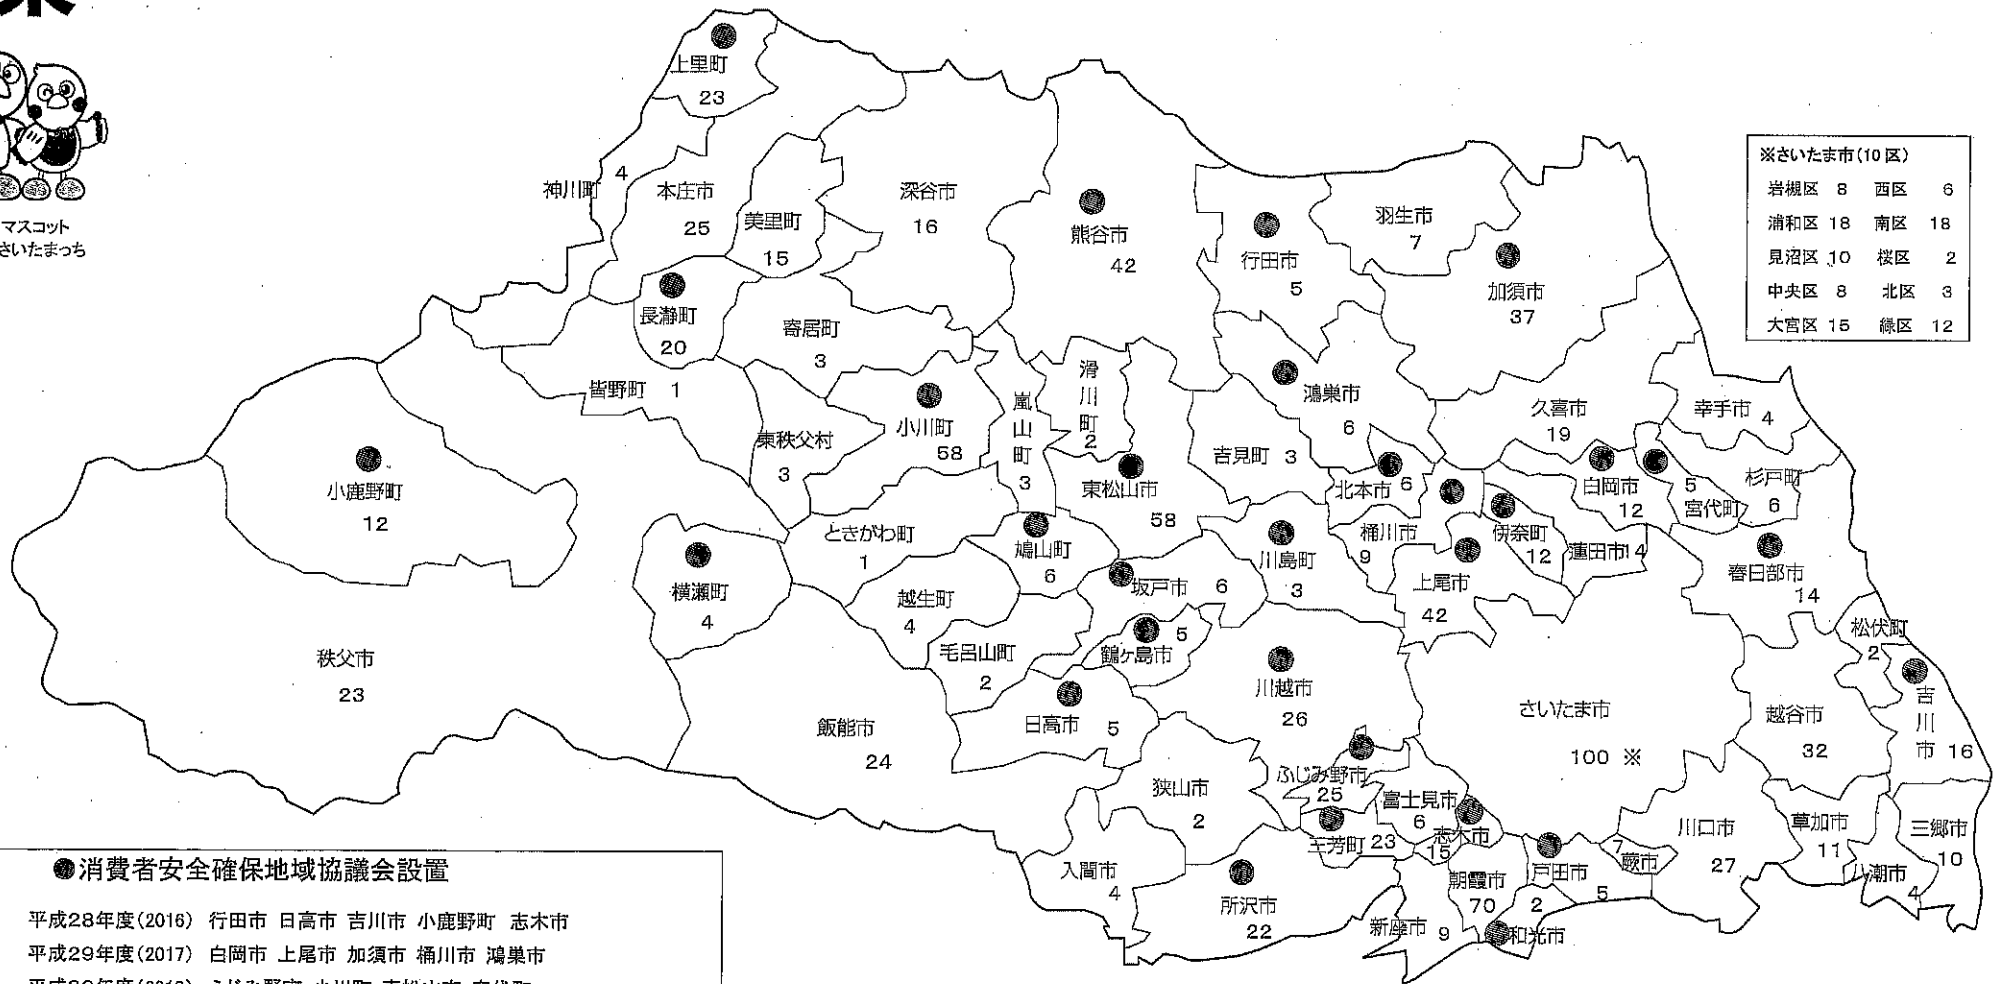 マスコット
さいたまっち
上里町
23
神川町 4
本庄市
25
美里町
15
深谷市
16
熊谷市
42
行田市
5
羽生市
7
加須市
37
※さいたま市(10区)
岩槻区 8 西区 6
浦和区 18 南区 18
見沼区 10 桜区 2
中央区 8 北区 3
大宮区 15 緑区 12
長瀞町
20
寄居町
3
皆野町 1
東秩父村
3
小川町
58
嵐山町
3
滑川町
2
東松山市
58
吉見町 3
鴻巣市
6
北本市 6
久喜市
19
幸手市 4
杉戸町
6
白岡市
12
5
宮代町
桶川市
9
伊奈町
12
蓮田市 14
上尾市
42
春日部市
14
小鹿野町
12
秩父市
23
横瀬町
4
ときがわ町
1
鳩山町
6
越生町
4
毛呂山町
2
坂戸市 6
川島町
3
鶴ヶ島市 5
日高市 5
川越市
26
飯能市
24
さいたま市
100 ※
松伏町
2
吉川市 16
越谷市
32
狭山市
2
ふじみ野市
25
富士見市
6
志木市
15
三芳町 23
入間市
4
所沢市
22
朝霞市
70
新座市 9
2
和光市
戸田市
5
7
蕨市
川口市
27
草加市
11
八潮市
4
三郷市
10
●消費者安全確保地域協議会設置
平成28年度(2016) 行田市 日高市 吉川市 小鹿野町 志木市
平成29年度(2017) 白岡市 上尾市 加須市 桶川市 鴻巣市